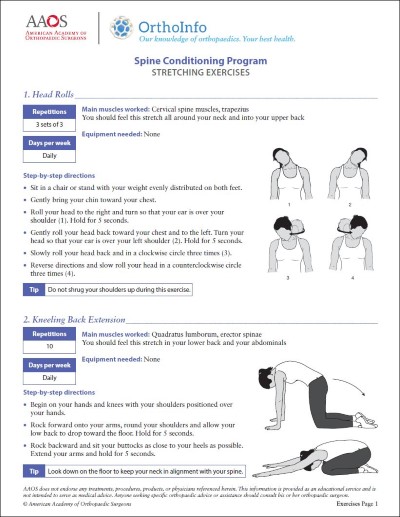 AAOS
AMERICAN ACADEMY OF
ORTHOPAEDIC SURGEONS
OrthoInfo
Our knowledge of orthopaedics. Your best health.
Spine Conditioning Program
STRETCHING EXERCISES
1. Head Rolls
Repetitions
3 sets of 3
Days per week
Daily
Main muscles worked: Cervical spine muscles, trapezius
You should feel this stretch all around your neck and into your upper back
Equipment needed: None
Step-by-step directions
• Sit in a chair or stand with your weight evenly distributed on both feet.
• Gently bring your chin toward your chest.
• Roll your head to the right and turn so that your ear is over your
shoulder (1). Hold for 5 seconds.
• Gently roll your head back toward your chest and to the left. Turn your
head so that your ear is over your left shoulder (2). Hold for 5 seconds.
• Slowly roll your head back and in a clockwise circle three times (3).
• Reverse directions and slow roll your head in a counterclockwise circle
three times (4).
Tip Do not shrug your shoulders up during this exercise.
1
2
3
4
2. Kneeling Back Extension
Repetitions
10
Days per week
Daily
Main muscles worked: Quadratus lumborum, erector spinae
You should feel this stretch in your lower back and your abdominals
Equipment needed: None
Step-by-step directions
• Begin on your hands and knees with your shoulders positioned over
your hands.
• Rock forward onto your arms, round your shoulders and allow your
low back to drop toward the floor. Hold for 5 seconds.
• Rock backward and sit your buttocks as close to your heels as possible.
Extend your arms and hold for 5 seconds.
Tip Look down on the floor to keep your neck in alignment with your spine.
AAOS does not endorse any treatments, procedures, products, or physicians referenced herein. This information is provided as an educational service and is
not intended to serve as medical advice. Anyone seeking specific orthopaedic advice or assistance should consult his or her orthopaedic surgeon.
© American Academy of Orthopaedic Surgeons
Exercises Page 1